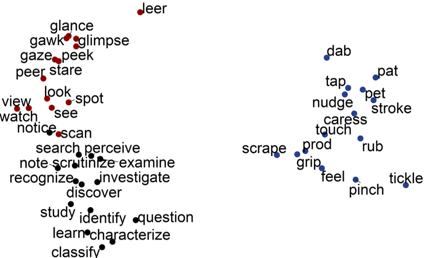 leer
glance
gawk glimpse
gaze peek
peer stare
look
spot
view
see
watch
notice
scan
search perceive
note scrutinize examine
recognize investigate
discover
study
identify question
learn characterize
classify
dab
pat
tap
pet
nudge stroke
caress
touch
rub
scrape prod
grip
feel
pinch
tickle